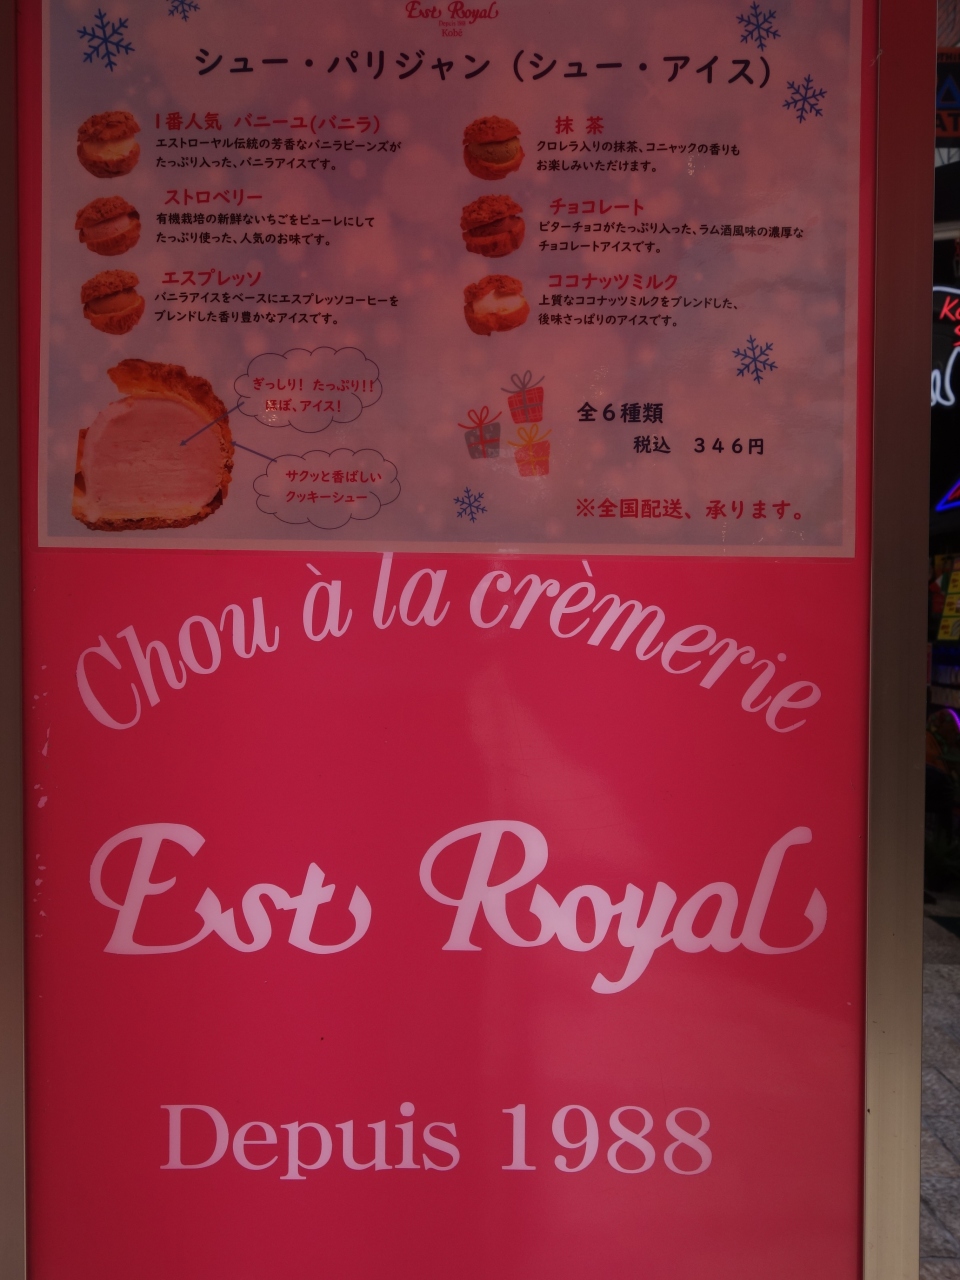 Est Royal
Depuis 1988
Kobé
シュー・パリジャン（シュー・アイス）
1番人気 バニーユ(バニラ)
エストローヤル伝統の芳香なバニラビーンズが
たっぷり入った、バニラアイスです。
ストロベリー
有機栽培の新鮮ないちごをピューレにして
たっぷり使った、人気のお味です。
エスプレッソ
バニラアイスをベースにエスプレッソコーヒーを
ブレンドした香り豊かなアイスです。
抹 茶
クロレラ入りの抹茶、コニャックの香りも
お楽しみいただけます。
チョコレート
ビターチョコがたっぷり入った、ラム酒風味の濃厚な
チョコレートアイスです。
ココナッツミルク
上質なココナッツミルクをブレンドした、
後味さっぱりのアイスです。
ぎっしり！たっぷり！！
ほぼ、アイス！
サクッと香ばしい
クッキーシュー
全６種類
税込 ３４６円
※全国配送、承ります。
Chou à la crèmerie
Est Royal
Depuis 1988